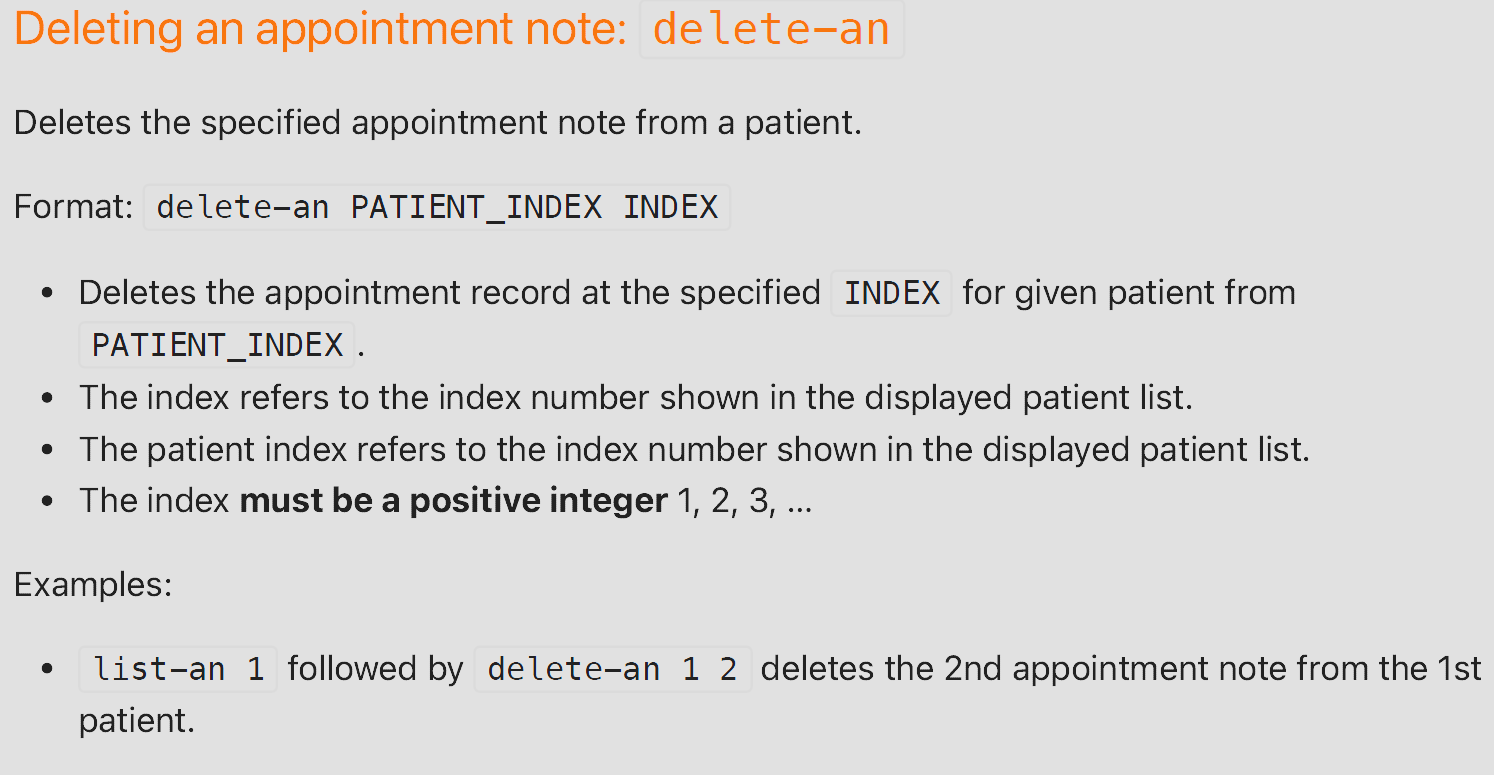 Deleting an appointment note: delete-an
Deletes the specified appointment note from a patient.
Format: delete-an PATIENT_INDEX INDEX
• Deletes the appointment record at the specified INDEX for given patient from
PATIENT_INDEX.
• The index refers to the index number shown in the displayed patient list.
• The patient index refers to the index number shown in the displayed patient list.
• The index must be a positive integer 1, 2, 3, …
Examples:
• list-an 1 followed by delete-an 1 2 deletes the 2nd appointment note from the 1st
patient.